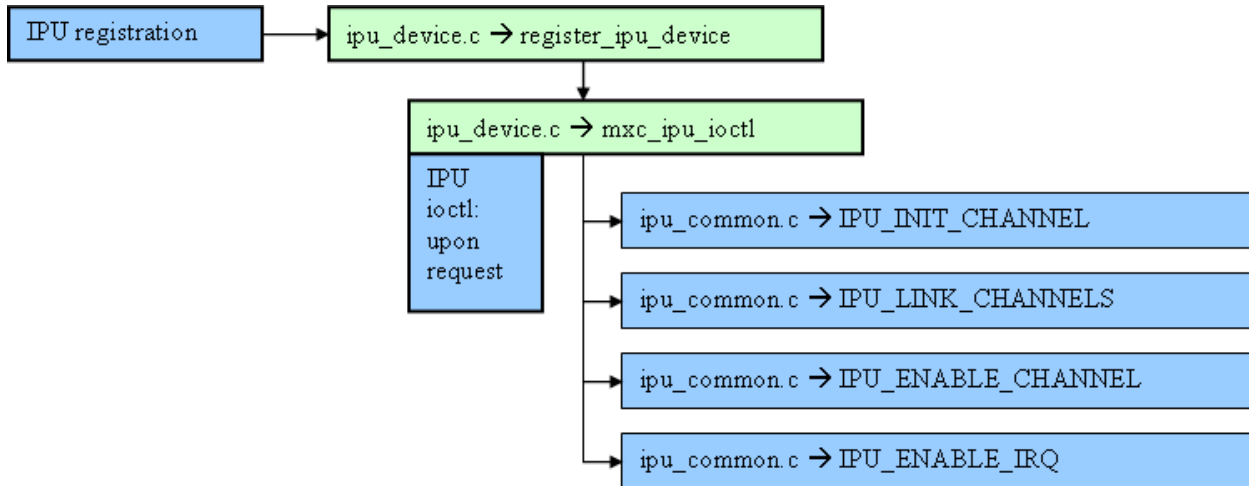 IPU registration
ipu_device.c → register_ipu_device
ipu_device.c → mxc_ipu_ioctl
IPU
ioctl:
upon
request
ipu_common.c → IPU_INIT_CHANNEL
ipu_common.c → IPU_LINK_CHANNELS
ipu_common.c → IPU_ENABLE_CHANNEL
ipu_common.c → IPU_ENABLE_IRQ